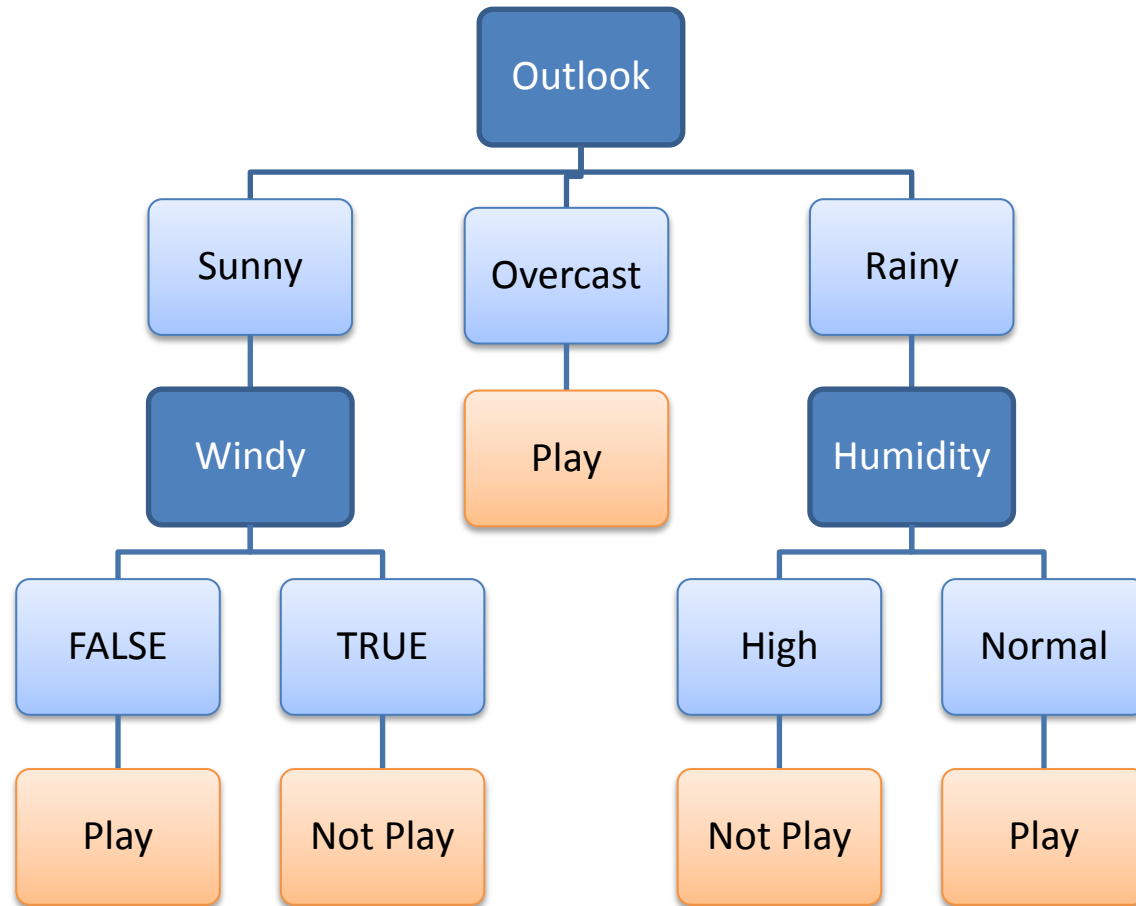 Outlook
Sunny
Overcast
Rainy
Windy
Play
Humidity
FALSE
TRUE
High
Normal
Play
Not Play
Not Play
Play